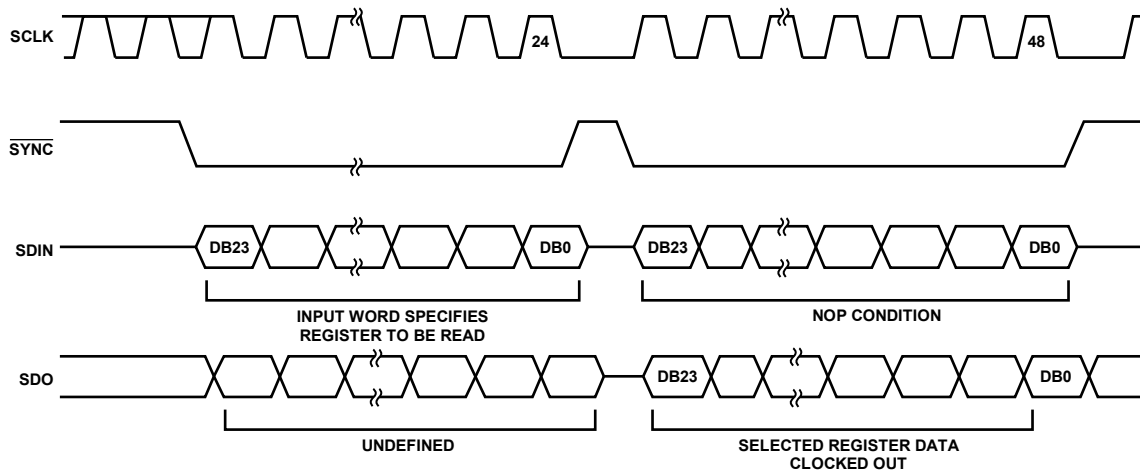 SCLK 24 48
SYNC
SDIN DB23 DB0 DB23 DB0
INPUT WORD SPECIFIES
REGISTER TO BE READ
NOP CONDITION
SDO DB23 DB0
UNDEFINED
SELECTED REGISTER DATA
CLOCKED OUT